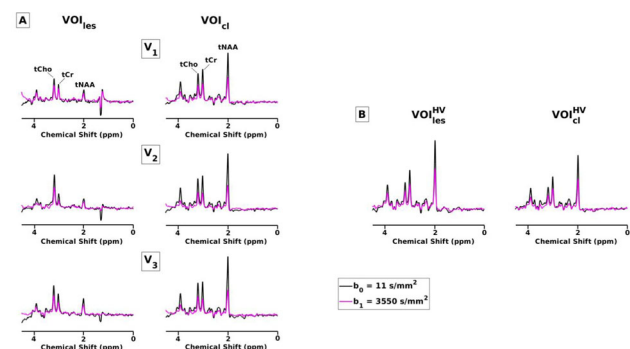 A
VOI_les
VOI_cl
V_1
tCho
tCr
tNAA
tCho
tCr
tNAA
4 2 0
Chemical Shift (ppm)
4 2 0
Chemical Shift (ppm)
V_2
4 2 0
Chemical Shift (ppm)
4 2 0
Chemical Shift (ppm)
V_3
4 2 0
Chemical Shift (ppm)
4 2 0
Chemical Shift (ppm)
B
VOI_les^HV
VOI_cl^HV
4 2 0
Chemical Shift (ppm)
4 2 0
Chemical Shift (ppm)
b_0 = 11 s/mm^2
b_1 = 3550 s/mm^2